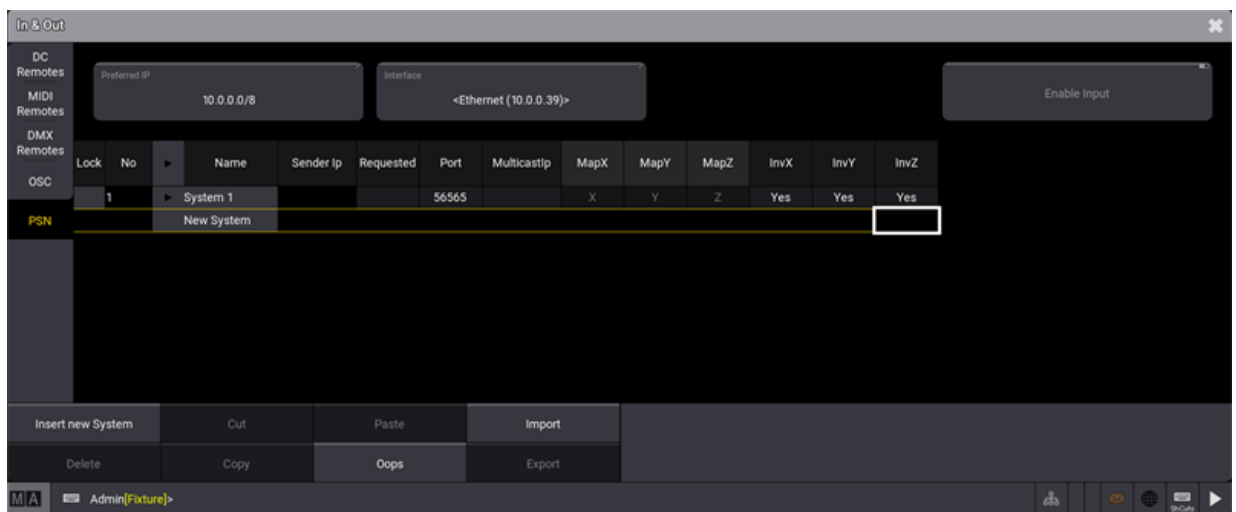 In & Out
DC
Remotes
MIDI
Remotes
DMX
Remotes
OSC
PSN
Preferred IP
10.0.0.0/8
Interface
<Ethernet (10.0.0.39)>
Enable Input
Lock No Name Sender Ip Requested Port MulticastIp MapX MapY MapZ InvX InvY InvZ
1 System 1 56565 X Y Z Yes Yes Yes
New System
Insert new System Cut Paste Import
Delete Copy Oops Export
MA Admin[Fixture]>
ShCuts